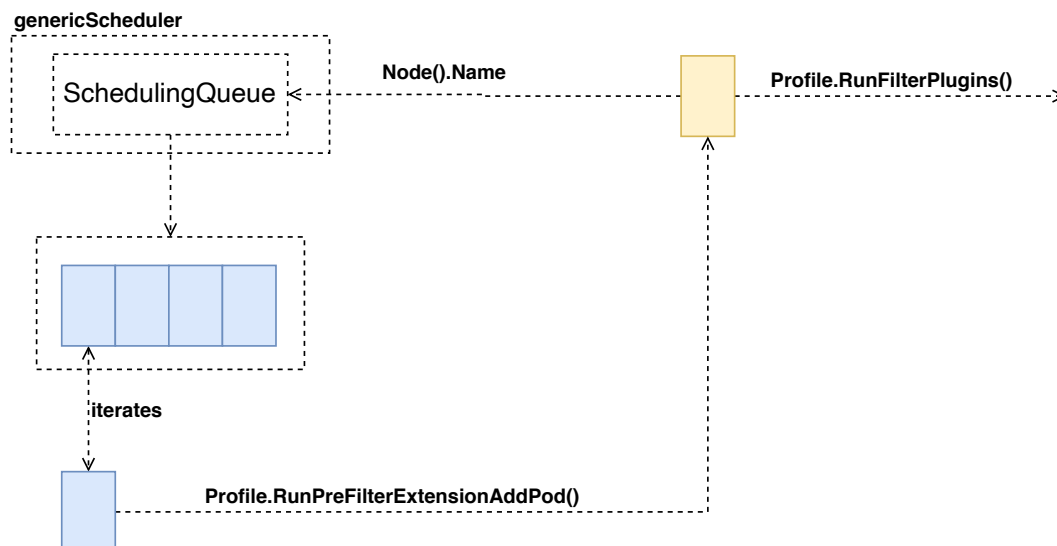 genericScheduler
Node().Name
Profile.RunFilterPlugins()
SchedulingQueue
iterates
Profile.RunPreFilterExtensionAddPod()